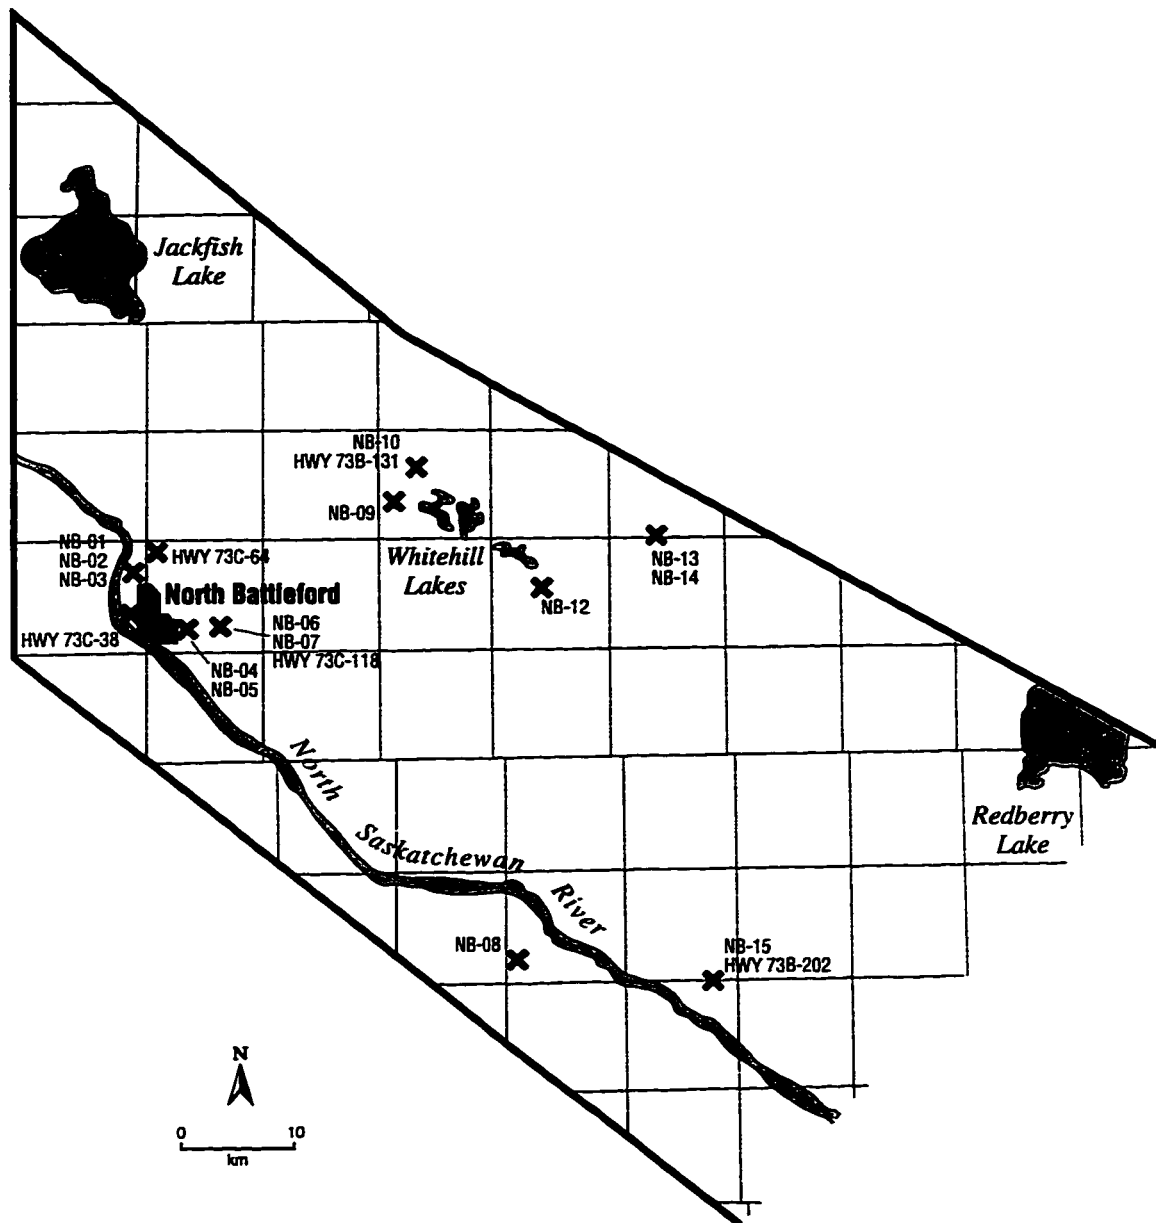 Jackfish
Lake
NB-10
HWY 73B-131
NB-09
NB-01
NB-02
NB-03
HWY 73C-64
Whitehill
Lakes
NB-13
NB-14
NB-12
North Battleford
HWY 73C-38
NB-06
NB-07
HWY 73C-118
NB-04
NB-05
North
Saskatchewan
River
Redberry
Lake
NB-08
NB-15
HWY 73B-202
N
0 10
km